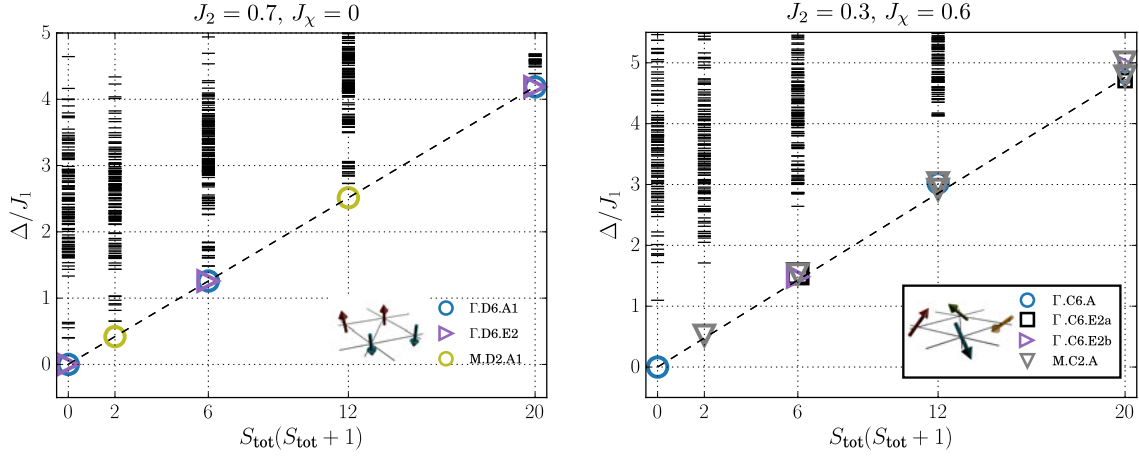 J₂ = 0.7, Jχ = 0
Δ/J₁
5
4
3
2
1
0
0 2 6 12 20
S_tot(S_tot + 1)
Γ.D6.A1
Γ.D6.E2
M.D2.A1
J₂ = 0.3, Jχ = 0.6
Δ/J₁
5
4
3
2
1
0
0 2 6 12 20
S_tot(S_tot + 1)
Γ.C6.A
Γ.C6.E2a
Γ.C6.E2b
M.C2.A